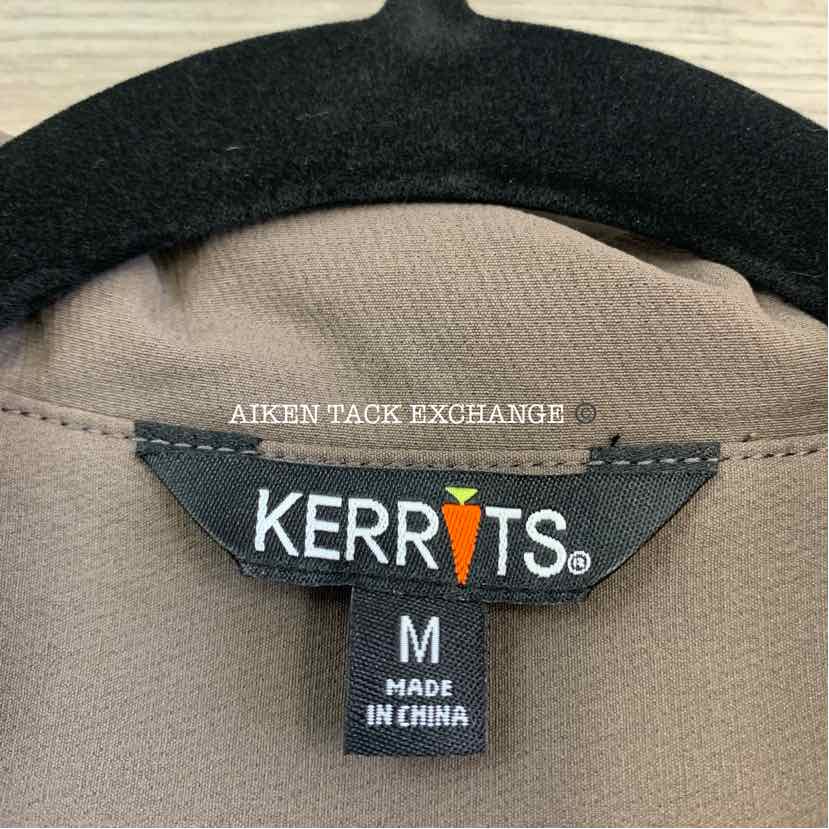 AIKEN TACK EXCHANGE ©
KERRITS®
M
MADE
IN CHINA